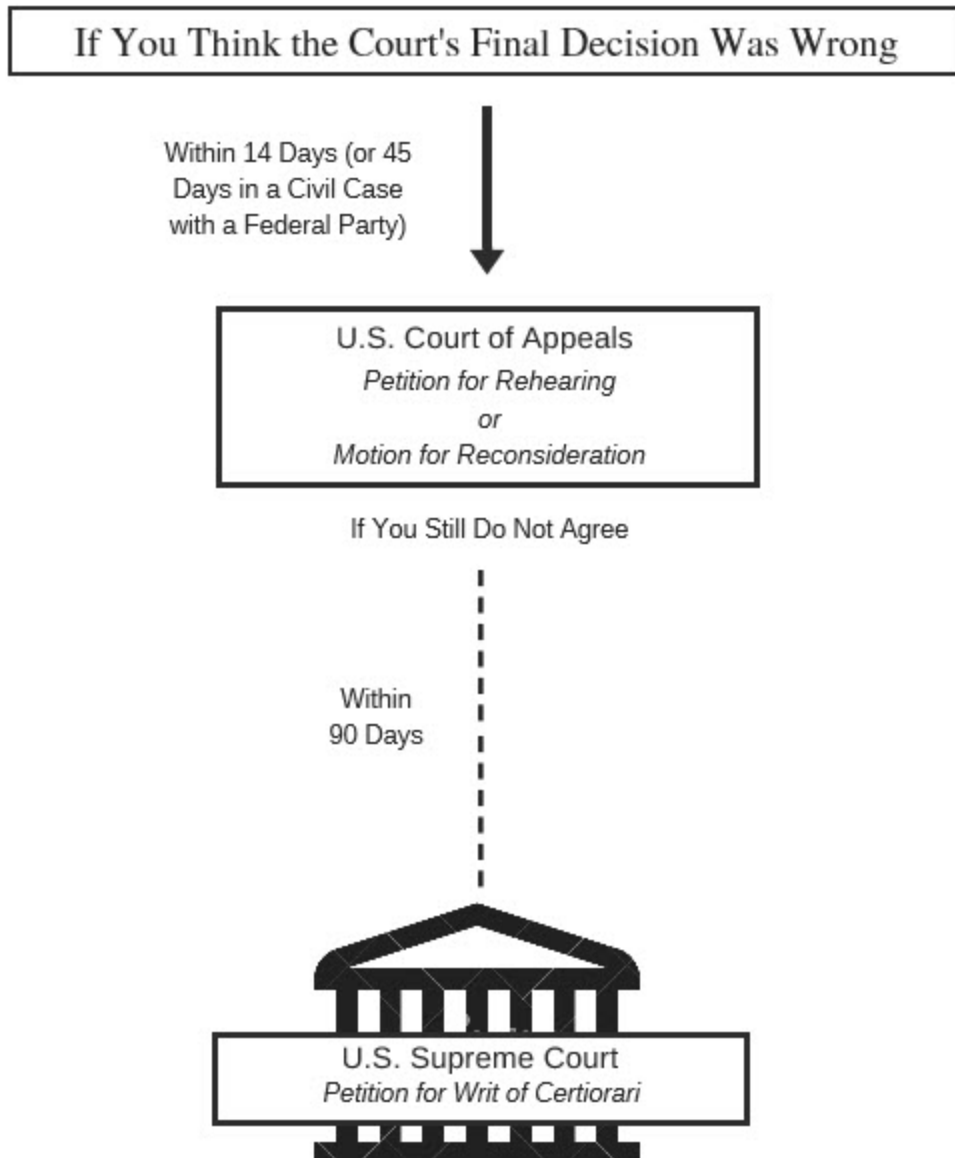 If You Think the Court's Final Decision Was Wrong
Within 14 Days (or 45
Days in a Civil Case
with a Federal Party)
U.S. Court of Appeals
Petition for Rehearing
or
Motion for Reconsideration
If You Still Do Not Agree
Within
90 Days
U.S. Supreme Court
Petition for Writ of Certiorari